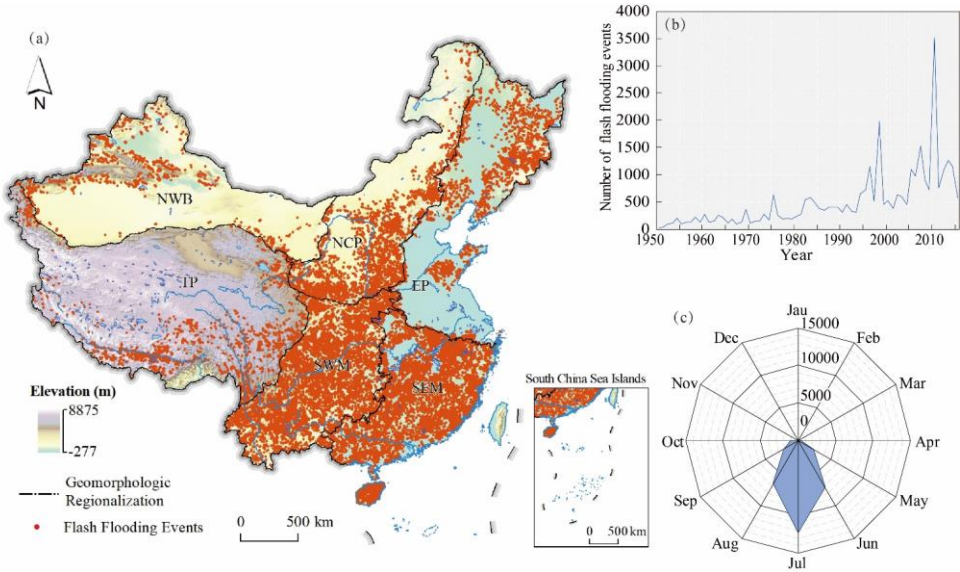 (a)
N
NWB
NCP
TP
EP
SWM
SEM
Elevation (m)
8875
-277
Geomorphologic
Regionalization
Flash Flooding Events
0 500 km
South China Sea Islands
0 500 km
(b)
Number of flash flooding events
4000
3500
3000
2500
2000
1500
1000
500
0
1950 1960 1970 1980 1990 2000 2010
Year
(c)
Jau
Feb
Mar
Apr
May
Jun
Jul
Aug
Sep
Oct
Nov
Dec
15000
10000
5000
0